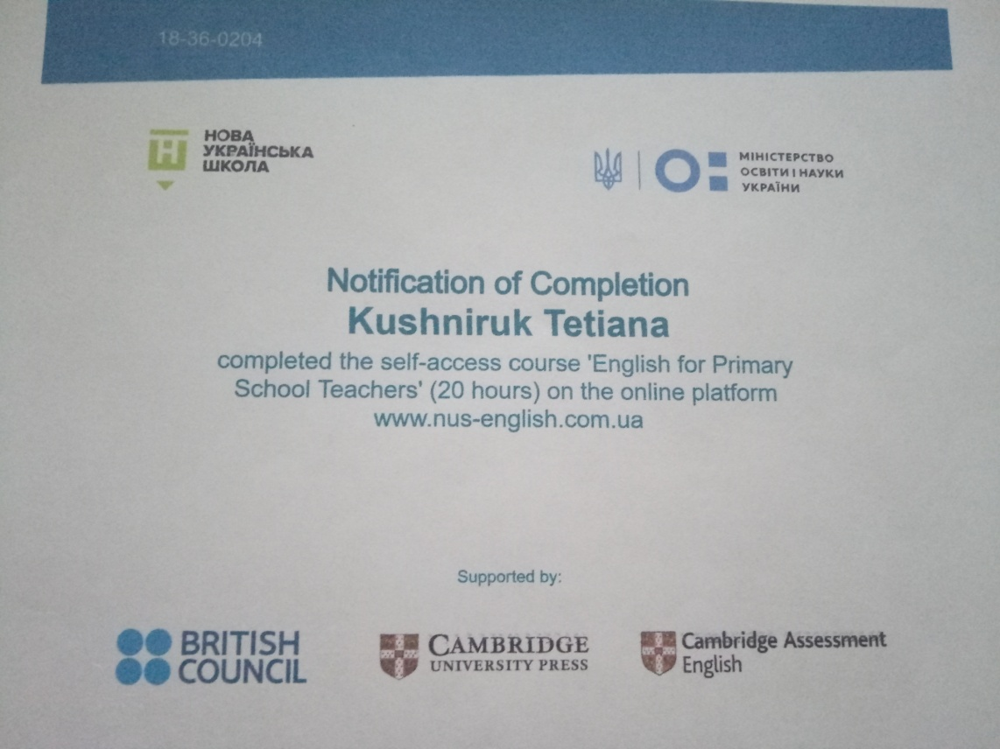 18-36-0204
НОВА
УКРАЇНСЬКА
ШКОЛА
МІНІСТЕРСТВО
ОСВІТИ І НАУКИ
УКРАЇНИ
Notification of Completion
Kushniruk Tetiana
completed the self-access course 'English for Primary
School Teachers' (20 hours) on the online platform
www.nus-english.com.ua
Supported by:
BRITISH
COUNCIL
CAMBRIDGE
UNIVERSITY PRESS
Cambridge Assessment
English